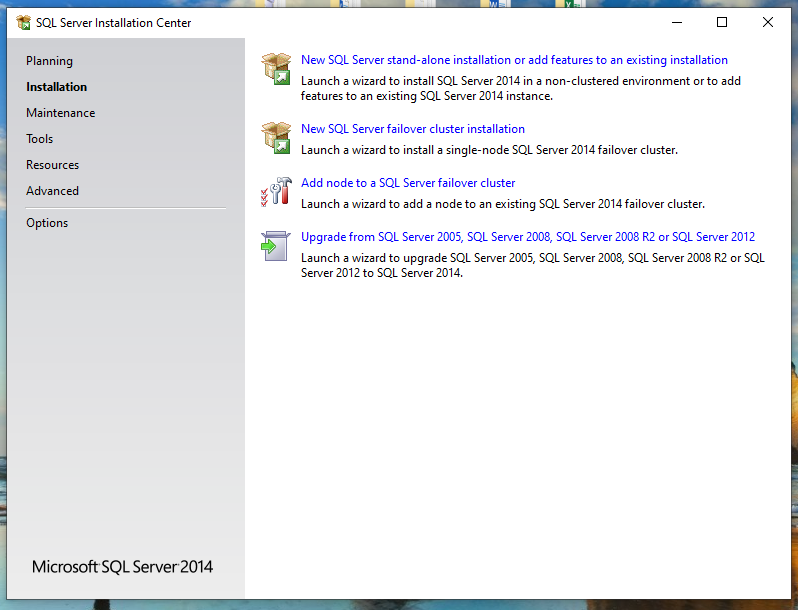 SQL Server Installation Center
Planning
Installation
Maintenance
Tools
Resources
Advanced
Options
New SQL Server stand-alone installation or add features to an existing installation
Launch a wizard to install SQL Server 2014 in a non-clustered environment or to add
features to an existing SQL Server 2014 instance.
New SQL Server failover cluster installation
Launch a wizard to install a single-node SQL Server 2014 failover cluster.
Add node to a SQL Server failover cluster
Launch a wizard to add a node to an existing SQL Server 2014 failover cluster.
Upgrade from SQL Server 2005, SQL Server 2008, SQL Server 2008 R2 or SQL Server 2012
Launch a wizard to upgrade SQL Server 2005, SQL Server 2008, SQL Server 2008 R2 or SQL
Server 2012 to SQL Server 2014.
Microsoft SQL Server 2014